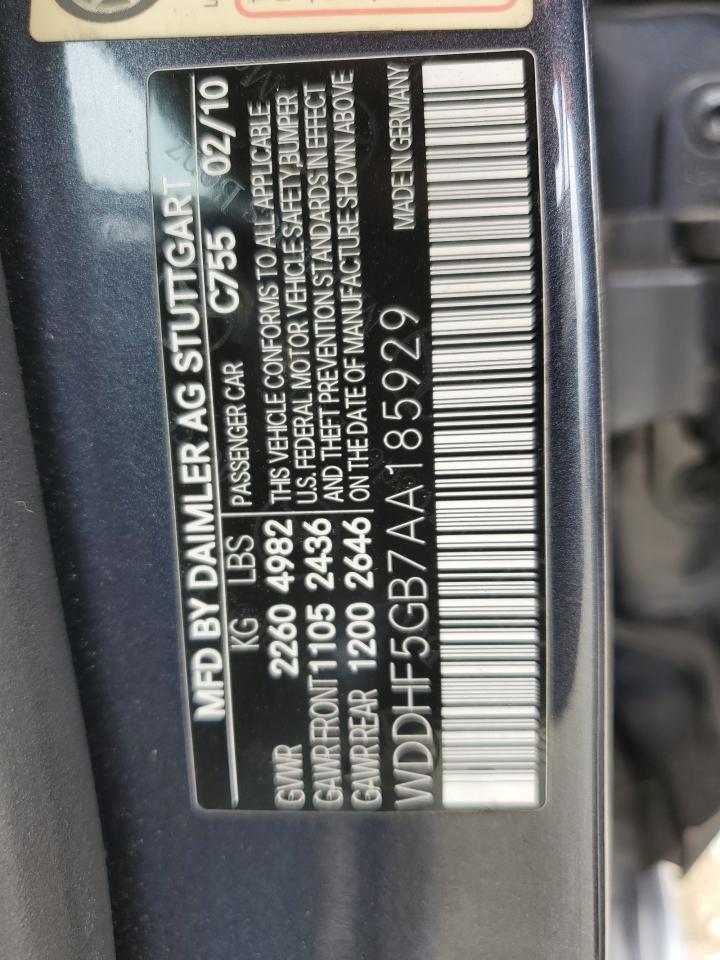 MFD BY DAIMLER AG STUTTGART
C755 02/10
KG LBS PASSENGER CAR
GVWR 2260 4982 THIS VEHICLE CONFORMS TO ALL APPLICABLE
GAWR FRONT 1105 2436 U.S. FEDERAL MOTOR VEHICLE SAFETY, BUMPER,
AND THEFT PREVENTION STANDARDS IN EFFECT
GAWR REAR 1200 2646 ON THE DATE OF MANUFACTURE SHOWN ABOVE
MADE IN GERMANY
WDDHF5GB7AA185929